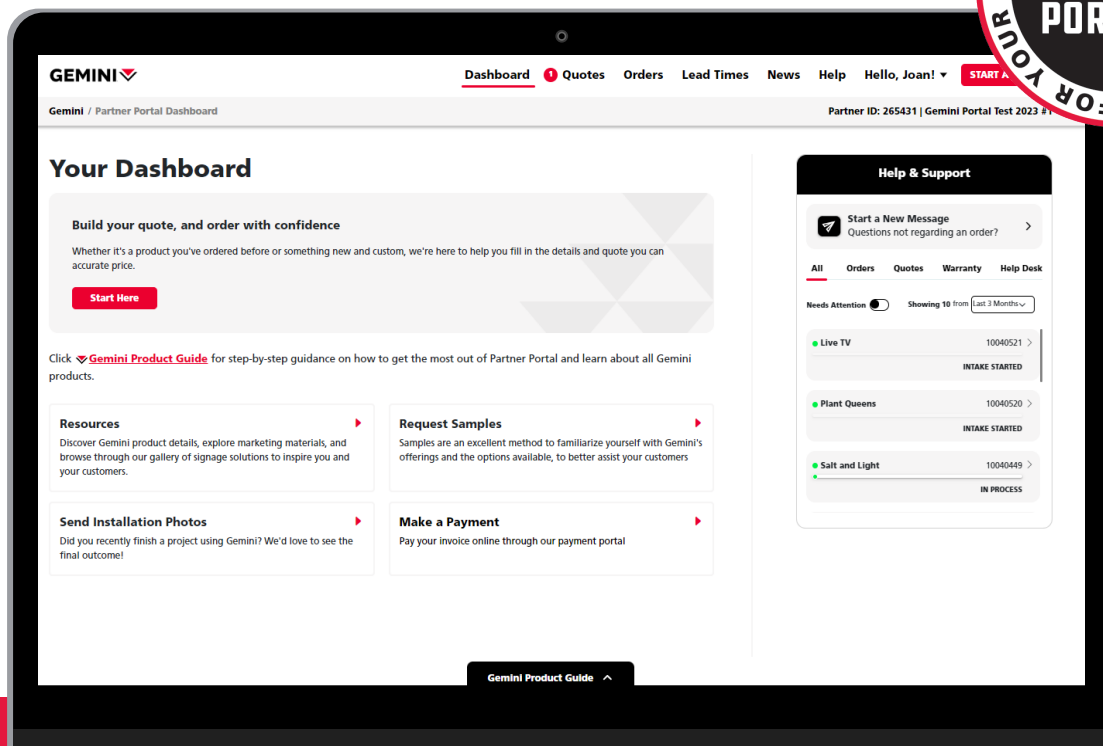 POR
FOR YOUR
GEMINI
Dashboard 1 Quotes Orders Lead Times News Help Hello, Joan! START A
Gemini / Partner Portal Dashboard
Partner ID: 265431 | Gemini Portal Test 2023 #1
Your Dashboard
Build your quote, and order with confidence
Whether it's a product you've ordered before or something new and custom, we're here to help you fill in the details and quote you can
accurate price.
Start Here
Click Gemini Product Guide for step-by-step guidance on how to get the most out of Partner Portal and learn about all Gemini
products.
Resources
Discover Gemini product details, explore marketing materials, and
browse through our gallery of signage solutions to inspire you and
your customers.
Request Samples
Samples are an excellent method to familiarize yourself with Gemini's
offerings and the options available, to better assist your customers
Send Installation Photos
Did you recently finish a project using Gemini? We'd love to see the
final outcome!
Make a Payment
Pay your invoice online through our payment portal
Help & Support
Start a New Message
Questions not regarding an order?
All Orders Quotes Warranty Help Desk
Needs Attention Showing 10 from Last 3 Months
Live TV 10040521
INTAKE STARTED
Plant Queens 10040520
INTAKE STARTED
Salt and Light 10040449
IN PROCESS
Gemini Product Guide